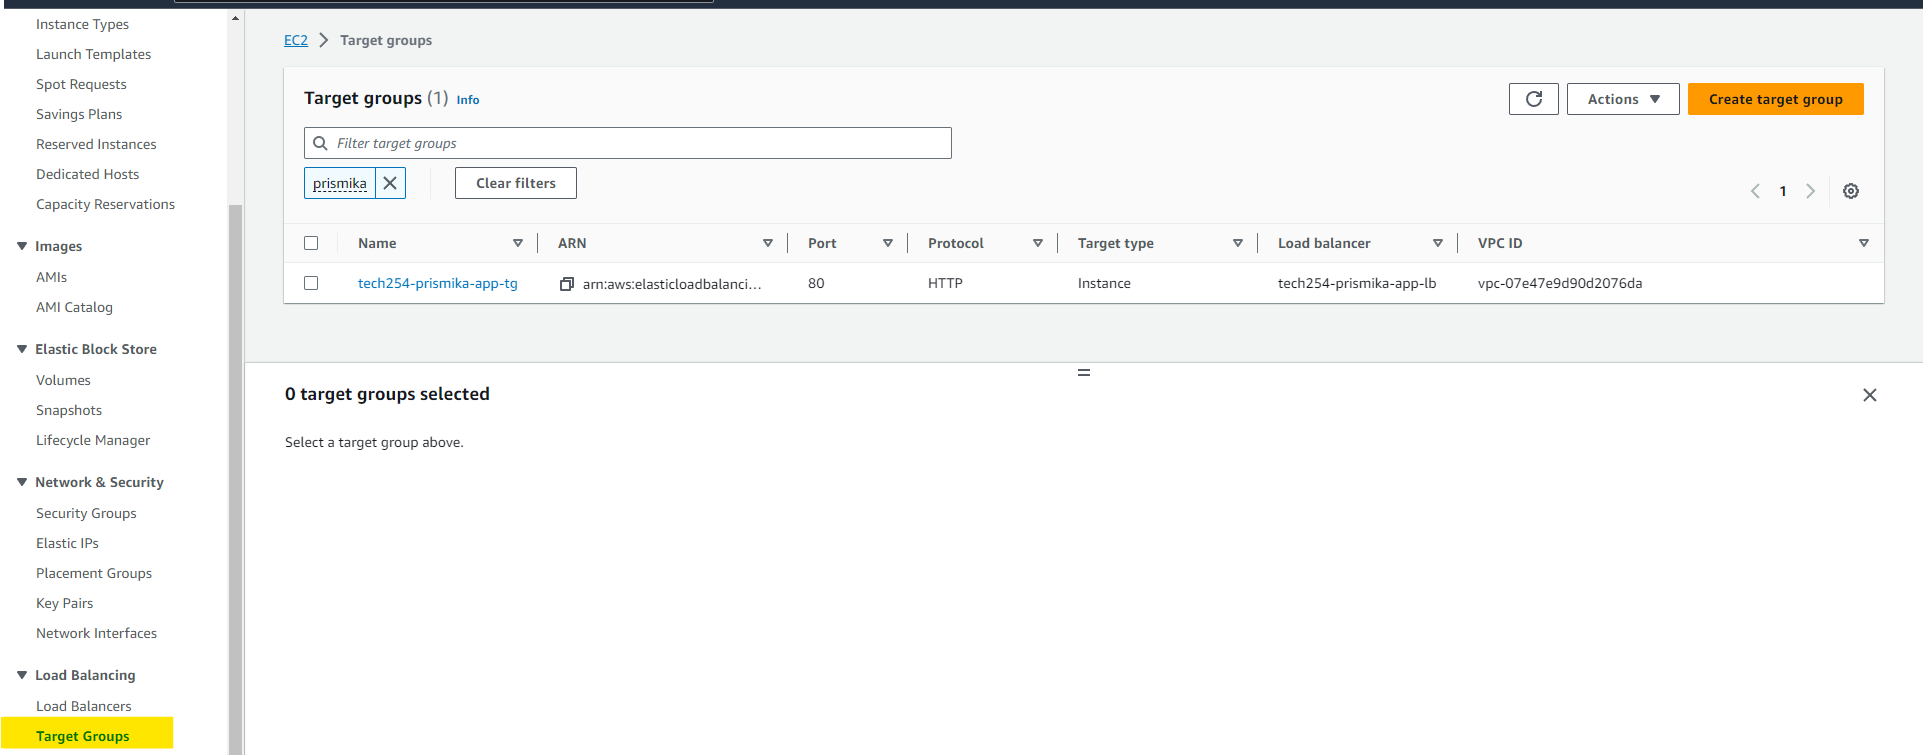 Instance Types
Launch Templates
Spot Requests
Savings Plans
Reserved Instances
Dedicated Hosts
Capacity Reservations
Images
AMIs
AMI Catalog
Elastic Block Store
Volumes
Snapshots
Lifecycle Manager
Network & Security
Security Groups
Elastic IPs
Placement Groups
Key Pairs
Network Interfaces
Load Balancing
Load Balancers
Target Groups
EC2 > Target groups
Target groups (1) Info
Actions
Create target group
Filter target groups
prismika
Clear filters
1
Name ARN Port Protocol Target type Load balancer VPC ID
tech254-prismika-app-tg arn:aws:elasticloadbalanci... 80 HTTP Instance tech254-prismika-app-lb vpc-07e47e9d90d2076da
0 target groups selected
Select a target group above.